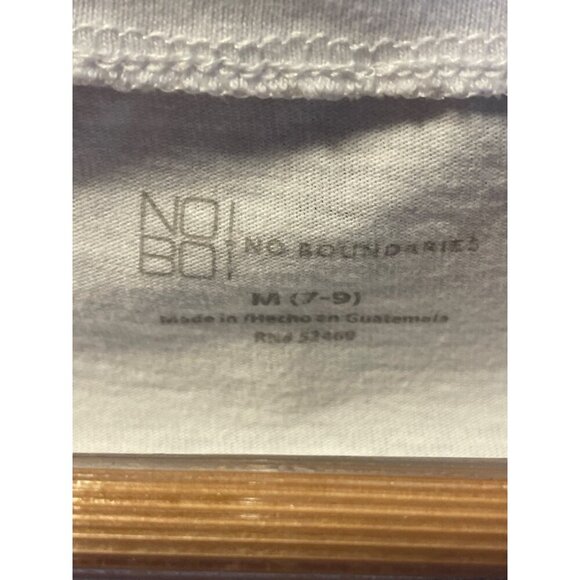 NO
BO
NO BOUNDARIES
M (7-9)
Made in /Hecho en Guatemala
RN# 52469